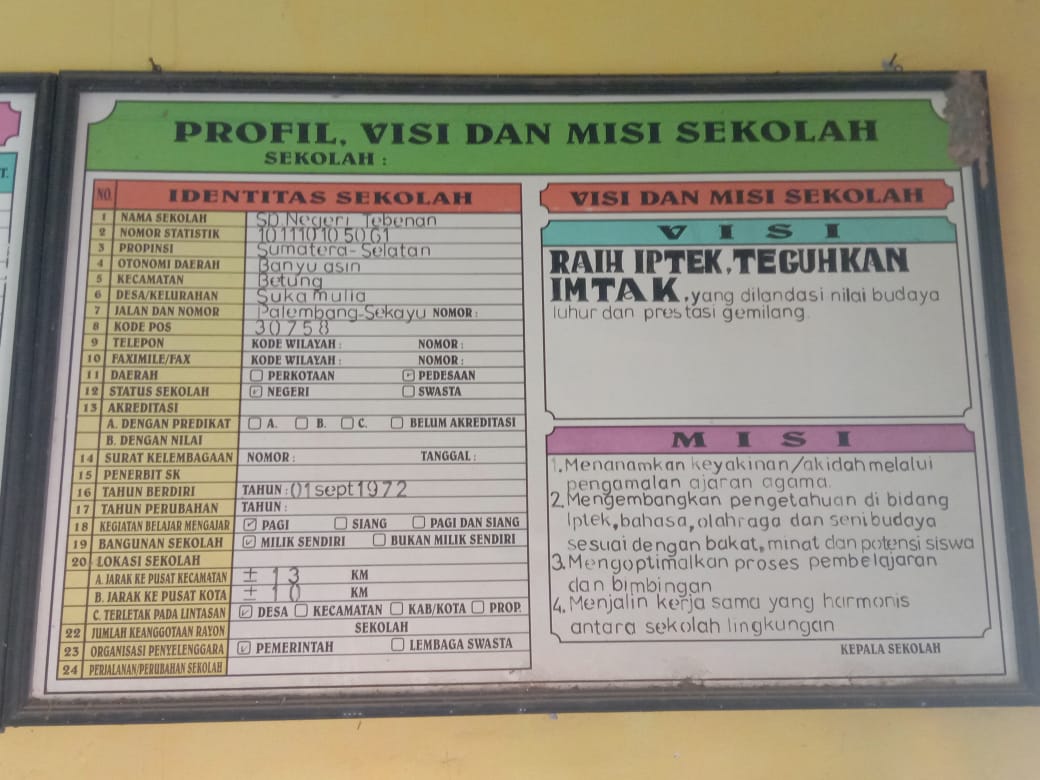 PROFIL, VISI DAN MISI SEKOLAH
SEKOLAH :
NO. IDENTITAS SEKOLAH
1 NAMA SEKOLAH SD Negeri Tebenan
2 NOMOR STATISTIK 101110105061
3 PROPINSI Sumatera-Selatan
4 OTONOMI DAERAH Banyu asin
5 KECAMATAN Betung
6 DESA/KELURAHAN Suka mulia
7 JALAN DAN NOMOR Palembang-Sekayu NOMOR :
8 KODE POS 30758
9 TELEPON KODE WILAYAH : NOMOR :
10 FAXIMILE/FAX KODE WILAYAH : NOMOR :
11 DAERAH PERKOTAAN PEDESAAN
12 STATUS SEKOLAH NEGERI SWASTA
13 AKREDITASI
A. DENGAN PREDIKAT A. B. C. BELUM AKREDITASI
B. DENGAN NILAI
14 SURAT KELEMBAGAAN NOMOR : TANGGAL :
15 PENERBIT SK
16 TAHUN BERDIRI TAHUN : 01 sept 1972
17 TAHUN PERUBAHAN TAHUN :
18 KEGIATAN BELAJAR MENGAJAR PAGI SIANG PAGI DAN SIANG
19 BANGUNAN SEKOLAH MILIK SENDIRI BUKAN MILIK SENDIRI
20 LOKASI SEKOLAH
A. JARAK KE PUSAT KECAMATAN ± 13 KM
B. JARAK KE PUSAT KOTA ± 10 KM
C. TERLETAK PADA LINTASAN DESA KECAMATAN KAB/KOTA PROP.
22 JUMLAH KEANGGOTAAN RAYON SEKOLAH
23 ORGANISASI PENYELENGGARA PEMERINTAH LEMBAGA SWASTA
24 PERJALANAN/PERUBAHAN SEKOLAH
VISI DAN MISI SEKOLAH
V I S I
RAIH IPTEK, TEGUHKAN
IMTAK, yang dilandasi nilai budaya
luhur dan prestasi gemilang.
M I S I
1. Menanamkan keyakinan/akidah melalui
pengamalan ajaran agama.
2. Mengembangkan pengetahuan di bidang
Iptek, bahasa, olahraga dan seni budaya
sesuai dengan bakat, minat dan potensi siswa
3. Mengoptimalkan proses pembelajaran
dan bimbingan
4. Menjalin kerja sama yang harmonis
antara sekolah lingkungan
KEPALA SEKOLAH
T.